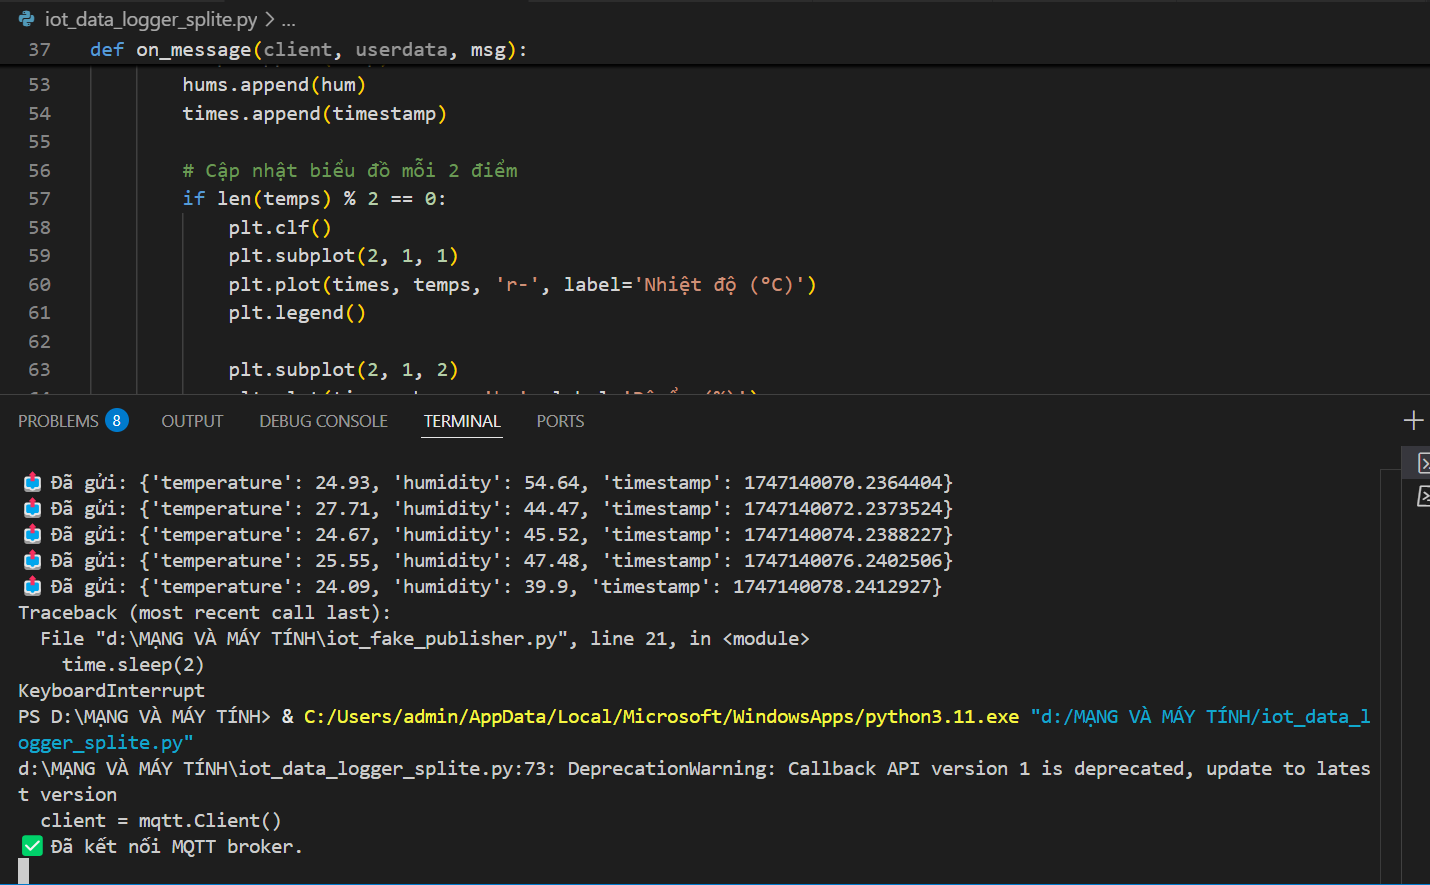 iot_data_logger_splite.py > ...
37 def on_message(client, userdata, msg):
53 hums.append(hum)
54 times.append(timestamp)
55
56 # Cập nhật biểu đồ mỗi 2 điểm
57 if len(temps) % 2 == 0:
58 plt.clf()
59 plt.subplot(2, 1, 1)
60 plt.plot(times, temps, 'r-', label='Nhiệt độ (°C)')
61 plt.legend()
62
63 plt.subplot(2, 1, 2)
PROBLEMS 8 OUTPUT DEBUG CONSOLE TERMINAL PORTS
Đã gửi: {'temperature': 24.93, 'humidity': 54.64, 'timestamp': 1747140070.2364404}
Đã gửi: {'temperature': 27.71, 'humidity': 44.47, 'timestamp': 1747140072.2373524}
Đã gửi: {'temperature': 24.67, 'humidity': 45.52, 'timestamp': 1747140074.2388227}
Đã gửi: {'temperature': 25.55, 'humidity': 47.48, 'timestamp': 1747140076.2402506}
Đã gửi: {'temperature': 24.09, 'humidity': 39.9, 'timestamp': 1747140078.2412927}
Traceback (most recent call last):
File "d:\MẠNG VÀ MÁY TÍNH\iot_fake_publisher.py", line 21, in <module>
time.sleep(2)
KeyboardInterrupt
PS D:\MẠNG VÀ MÁY TÍNH> & C:/Users/admin/AppData/Local/Microsoft/WindowsApps/python3.11.exe "d:/MẠNG VÀ MÁY TÍNH/iot_data_l
ogger_splite.py"
d:\MẠNG VÀ MÁY TÍNH\iot_data_logger_splite.py:73: DeprecationWarning: Callback API version 1 is deprecated, update to lates
t version
client = mqtt.Client()
Đã kết nối MQTT broker.